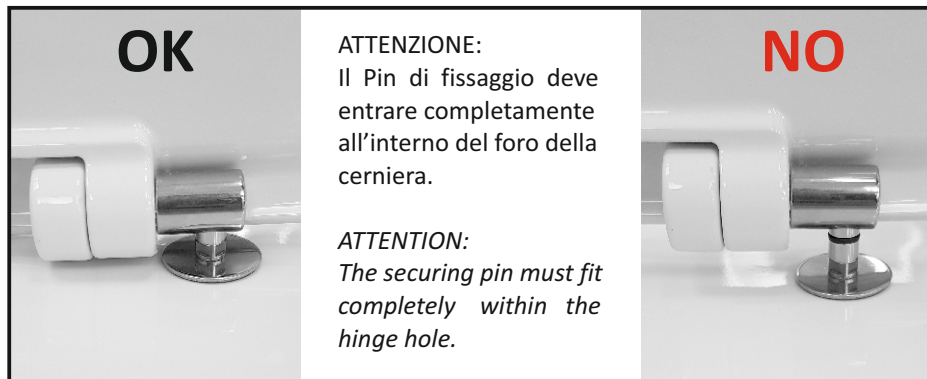 OK
ATTENZIONE:
Il Pin di fissaggio deve
entrare completamente
all’interno del foro della
cerniera.
ATTENTION:
The securing pin must fit
completely within the
hinge hole.
NO